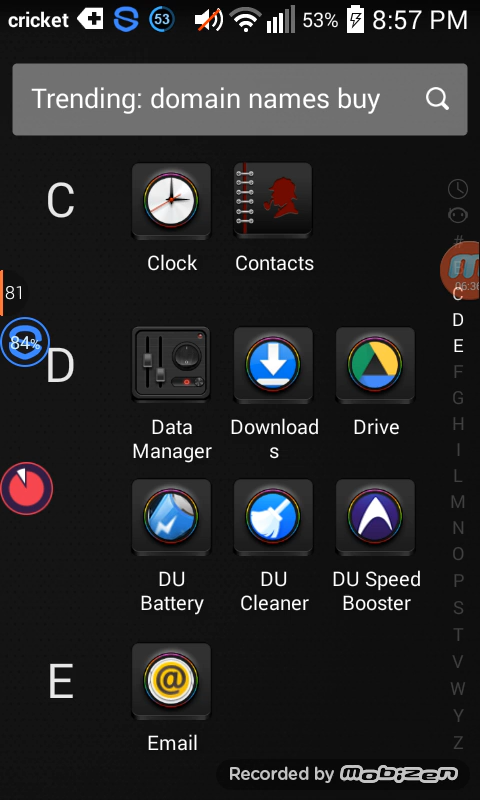 cricket 53 53% 8:57 PM
Trending: domain names buy
C
Clock Contacts
#
81
C
84%
D
D
E
Data Manager
Download
s
Drive
F
G
H
I
L
M
N
O
P
S
T
V
W
Y
Z
DU Battery
DU Cleaner
DU Speed Booster
E
@
Email
Recorded by Mobizen